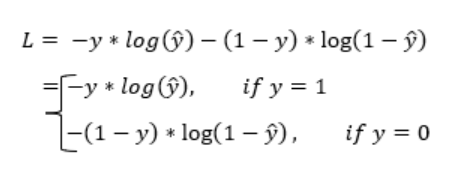 L = −y * log(ŷ) − (1 − y) * log(1 − ŷ)
= −y * log(ŷ), if y = 1
−(1 − y) * log(1 − ŷ), if y = 0